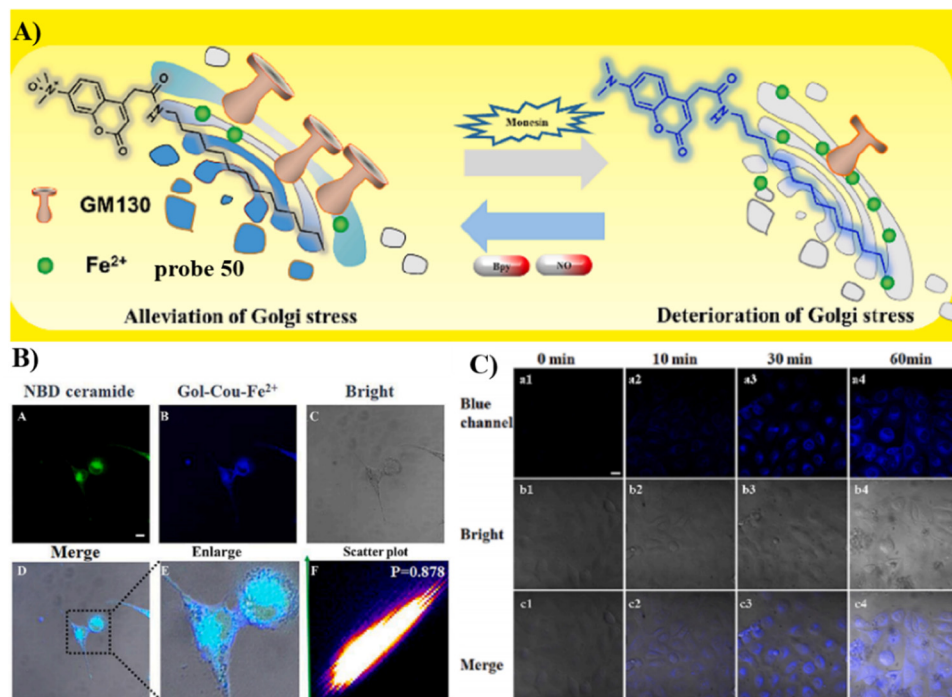 A)
O
N
+
O
N
H
O
O
Monesin
N
O
N
H
O
O
GM130
Fe²⁺ probe 50
Bpy NO
Alleviation of Golgi stress
Deterioration of Golgi stress
B)
NBD ceramide Gol-Cou-Fe²⁺ Bright
A B C
Merge Enlarge Scatter plot
D E F P=0.878
C)
0 min 10 min 30 min 60min
Blue
channel
a1 a2 a3 a4
Bright
b1 b2 b3 b4
Merge
c1 c2 c3 c4